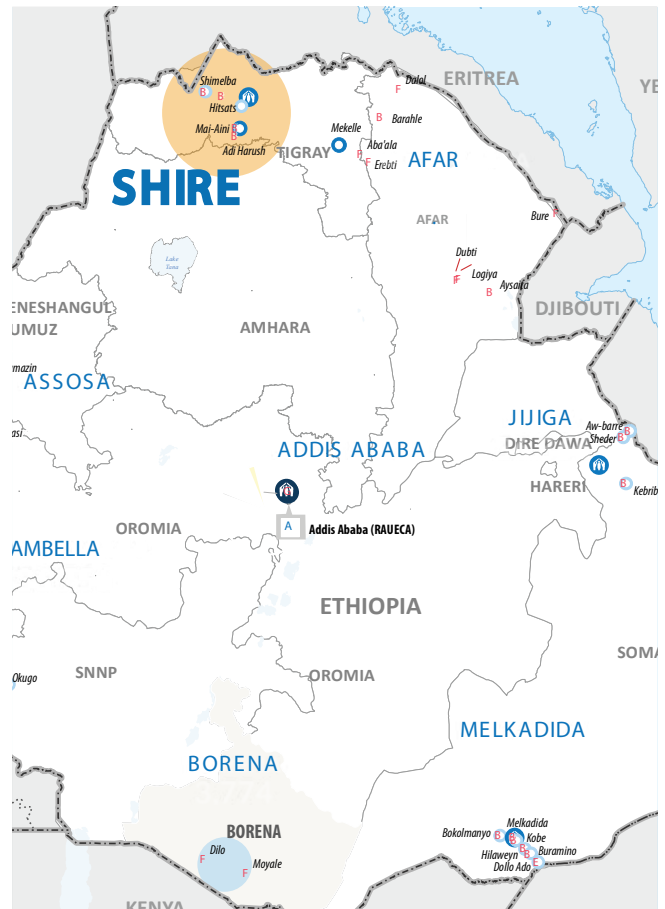 Shimelba
B
B
Hitsats
Mai-Aini
B
B
Adi Harush
SHIRE
TIGRAY
Mekelle
Dalol
F
ERITREA
YE
B
Barahle
Aba'ala
F
F
Erebti
AFAR
AFAR
Bure
F
Dubti
F
F
Logiya
B
Aysaita
Lake
Tana
ENESHANGUL
UMUZ
AMHARA
DJIBOUTI
mazin
ASSOSA
asi
JIJIGA
Aw-barre
B
Sheder
B
DIRE DAWA
ADDIS ABABA
HARERI
B
Kebrib
A
Addis Ababa (RAUECA)
OROMIA
AMBELLA
ETHIOPIA
SOMA
SNNP
Okugo
OROMIA
MELKADIDA
BORENA
BORENA
Dilo
F
Moyale
F
Melkadida
Bokolmanyo
B
B
Kobe
B
Buramino
Hilaweyn
B
Dollo Ado
E
KENYA